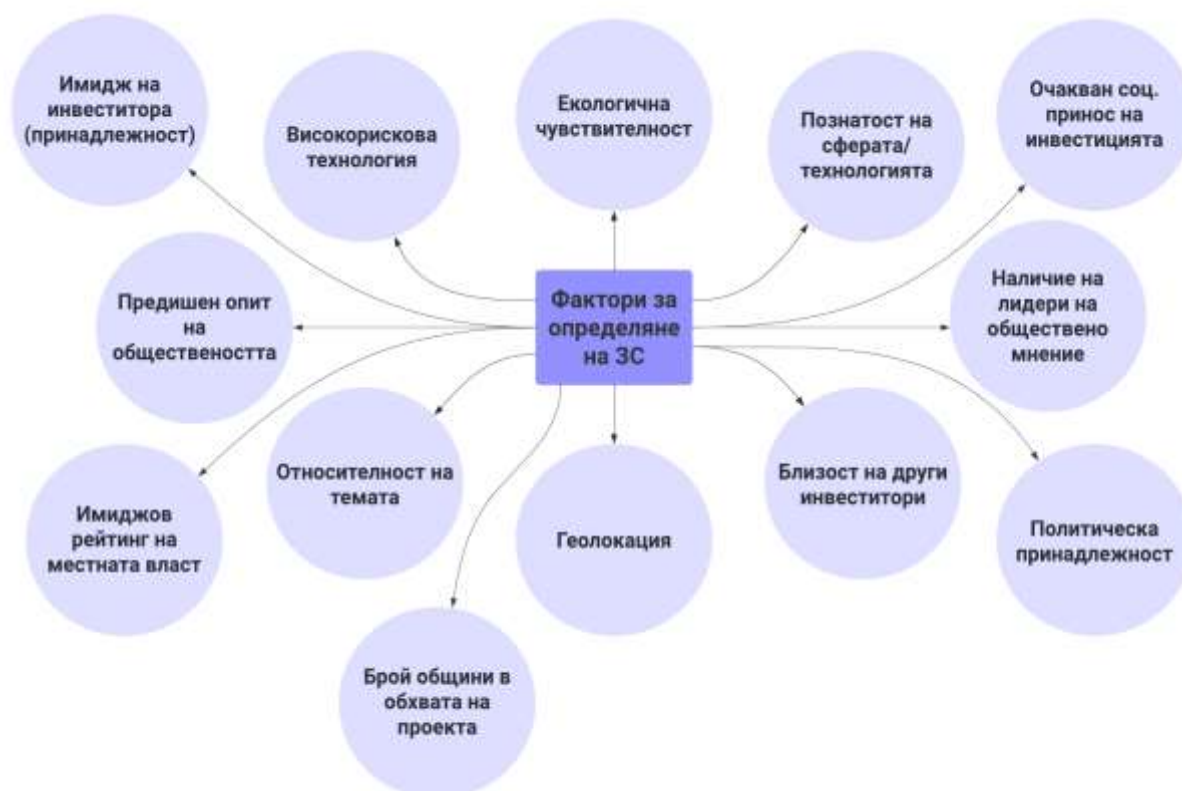 Имидж на
инвеститора
(принадлежност)
Високорискова
технология
Екологична
чувствителност
Познатост на
сферата/
технологията
Очакван соц.
принос на
инвестицията
Предишен опит
на
обществеността
Фактори за
определяне
на ЗС
Наличие на
лидери на
обществено
мнение
Имиджов
рейтинг на
местната власт
Относителност на
темата
Геолокация
Близост на други
инвеститори
Политическа
принадлежност
Брой общини в
обхвата на
проекта